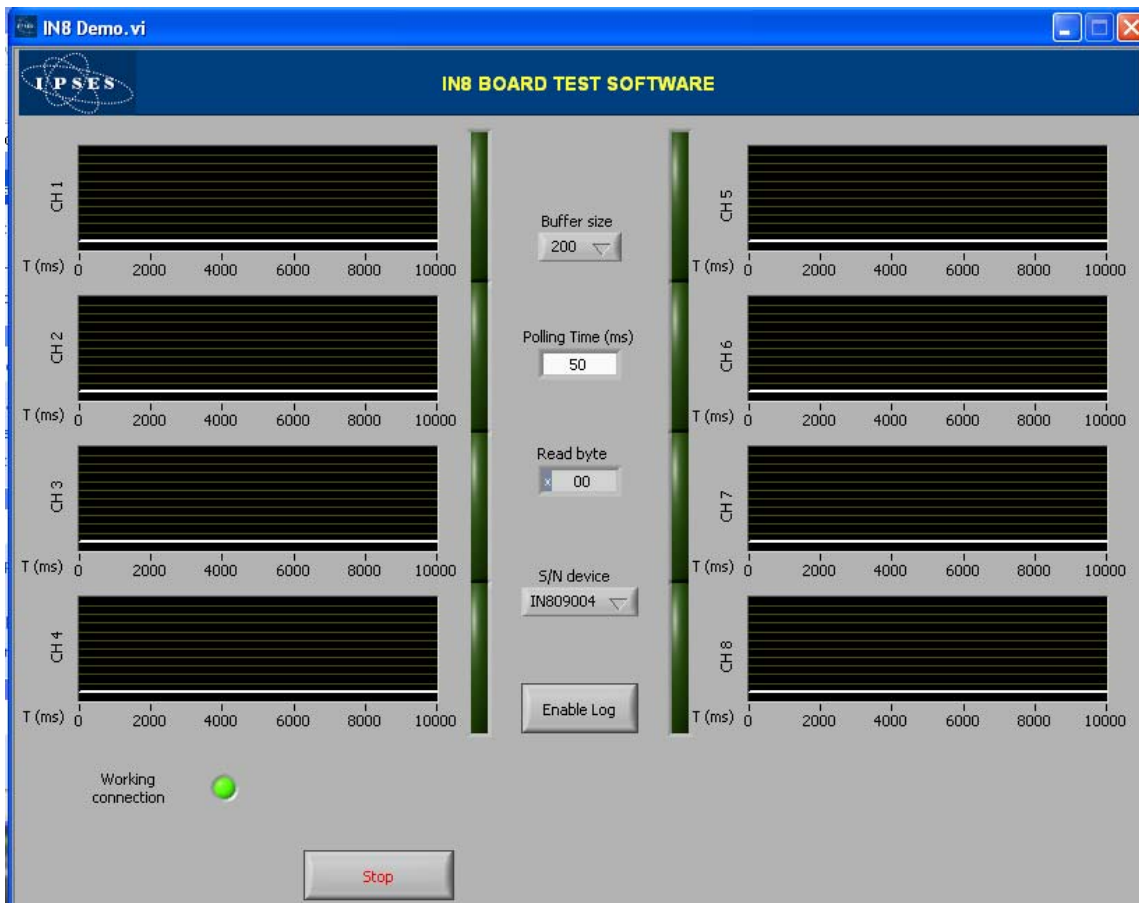 IN8 Demo.vi
IPSES
IN8 BOARD TEST SOFTWARE
CH 1
T (ms) 0 2000 4000 6000 8000 10000
CH 2
T (ms) 0 2000 4000 6000 8000 10000
CH 3
T (ms) 0 2000 4000 6000 8000 10000
CH 4
T (ms) 0 2000 4000 6000 8000 10000
Buffer size
200
Polling Time (ms)
50
Read byte
x 00
S/N device
IN809004
Enable Log
CH 5
T (ms) 0 2000 4000 6000 8000 10000
CH 6
T (ms) 0 2000 4000 6000 8000 10000
CH 7
T (ms) 0 2000 4000 6000 8000 10000
CH 8
T (ms) 0 2000 4000 6000 8000 10000
Working
connection
Stop